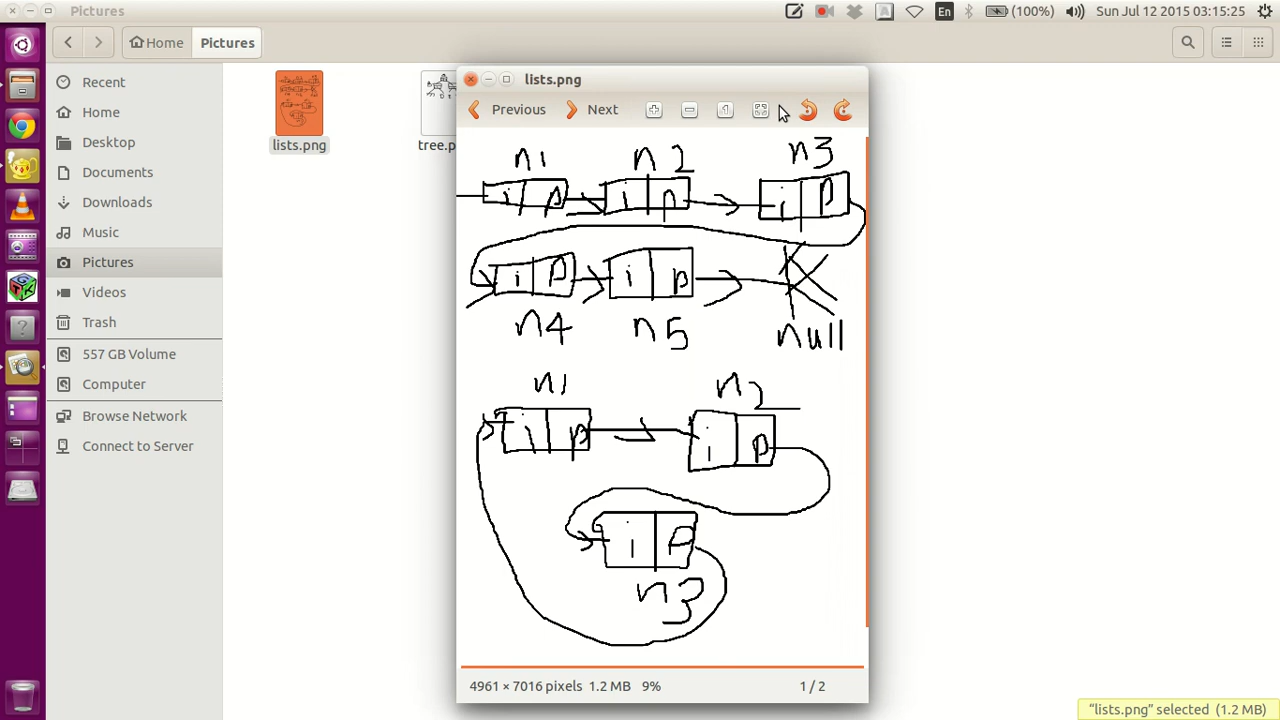 Pictures
En
(100%)
Sun Jul 12 2015 03:15:25
Home
Pictures
Recent
Home
Desktop
Documents
Downloads
Music
Pictures
Videos
Trash
557 GB Volume
Computer
Browse Network
Connect to Server
lists.png
tree.p
lists.png
Previous
Next
n1 n2 n3
i p i p i p
i p i p
n4 n5 null
n1 n2
i p i p
i p
n3
4961 × 7016 pixels 1.2 MB 9%
1 / 2
"lists.png" selected (1.2 MB)